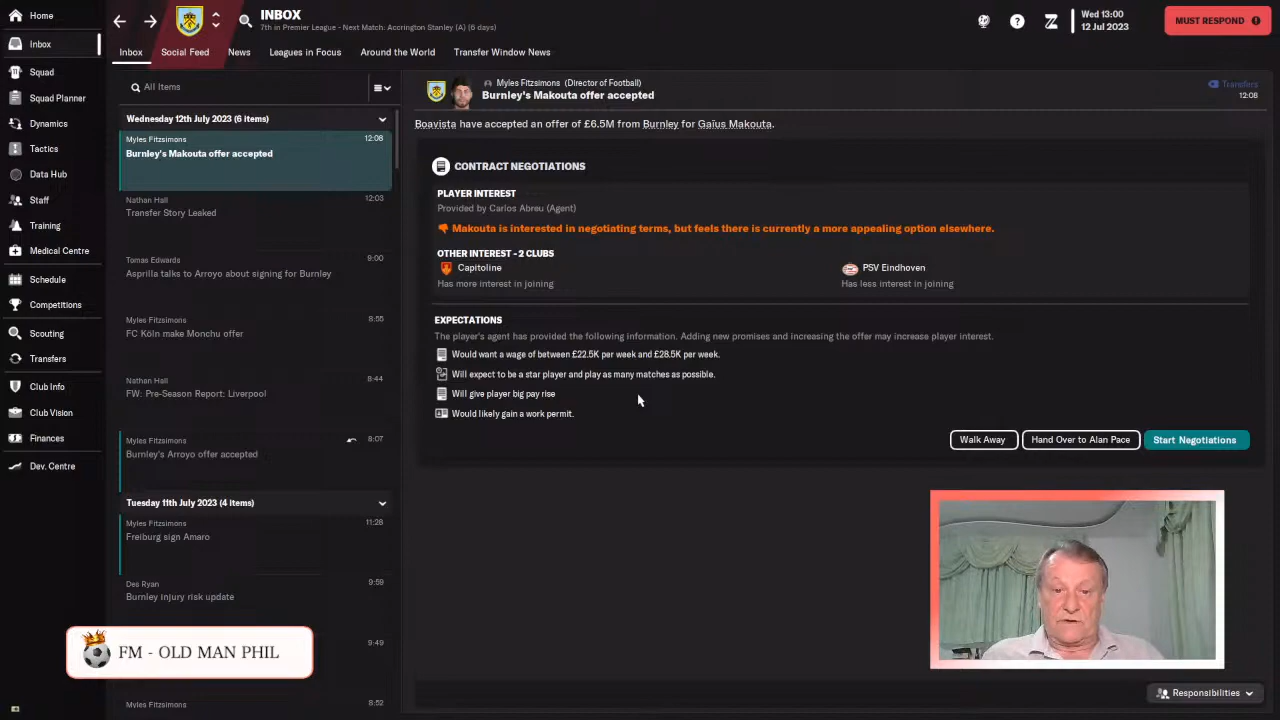 Home
Inbox
Squad
Squad Planner
Dynamics
Tactics
Data Hub
Staff
Training
Medical Centre
Schedule
Competitions
Scouting
Transfers
Club Info
Club Vision
Finances
Dev. Centre
INBOX
7th in Premier League - Next Match: Accrington Stanley (A) (6 days)
Wed 13:00
12 Jul 2023
MUST RESPOND
Inbox
Social Feed
News
Leagues in Focus
Around the World
Transfer Window News
All Items
Wednesday 12th July 2023 (6 items)
Myles Fitzsimons 12:08
Burnley's Makouta offer accepted
Nathan Hall 12:03
Transfer Story Leaked
Tomas Edwards 9:00
Asprilla talks to Arroyo about signing for Burnley
Myles Fitzsimons 8:55
FC Köln make Monchu offer
Nathan Hall 8:44
FW: Pre-Season Report: Liverpool
Myles Fitzsimons 8:07
Burnley's Arroyo offer accepted
Tuesday 11th July 2023 (4 items)
Myles Fitzsimons 11:28
Freiburg sign Amaro
Des Ryan 9:59
Burnley injury risk update
9:49
Myles Fitzsimons 8:52
Myles Fitzsimons (Director of Football)
Burnley's Makouta offer accepted
Transfers
12:08
Boavista have accepted an offer of £6.5M from Burnley for Gaïus Makouta.
CONTRACT NEGOTIATIONS
PLAYER INTEREST
Provided by Carlos Abreu (Agent)
Makouta is interested in negotiating terms, but feels there is currently a more appealing option elsewhere.
OTHER INTEREST - 2 CLUBS
Capitoline
Has more interest in joining
PSV Eindhoven
Has less interest in joining
EXPECTATIONS
The player's agent has provided the following information. Adding new promises and increasing the offer may increase player interest.
Would want a wage of between £22.5K per week and £28.5K per week.
Will expect to be a star player and play as many matches as possible.
Will give player big pay rise
Would likely gain a work permit.
Walk Away
Hand Over to Alan Pace
Start Negotiations
FM - OLD MAN PHIL
Responsibilities